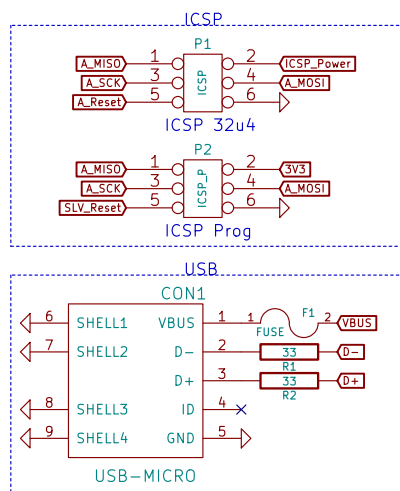 ICSP
P1
A_MISO 1 2 ICSP_Power
A_SCK 3 ICSP 4 A_MOSI
A_Reset 5 6
ICSP 32u4
P2
A_MISO 1 2 3V3
A_SCK 3 ICSP_P 4 A_MOSI
SLV_Reset 5 6
ICSP Prog
USB
CON1
6 SHELL1 VBUS 1 1 FUSE F1 2 VBUS
7 SHELL2 D- 2 33 D-
R1
D+ 3 33 D+
R2
8 SHELL3 ID 4
9 SHELL4 GND 5
USB-MICRO